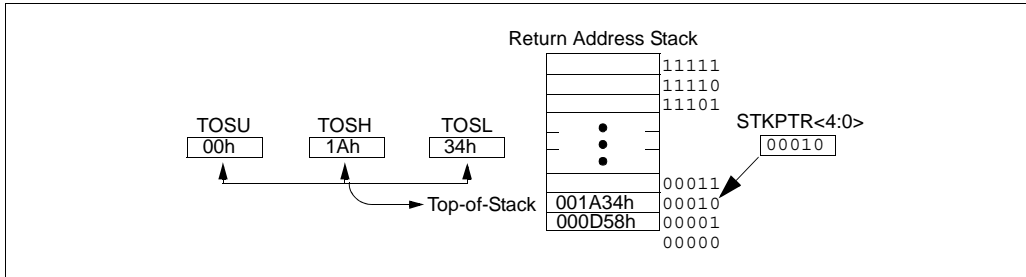 Return Address Stack
11111
11110
11101
TOSU TOSH TOSL STKPTR<4:0>
00h 1Ah 34h 00010
00011
Top-of-Stack 001A34h 00010
000D58h 00001
00000